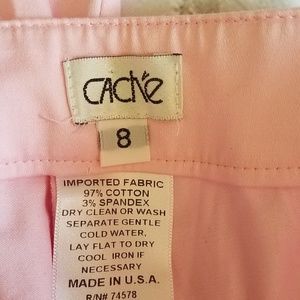 CACHÉ
8
IMPORTED FABRIC
97% COTTON
3% SPANDEX
DRY CLEAN OR WASH
SEPARATE GENTLE
COLD WATER,
LAY FLAT TO DRY
COOL IRON IF
NECESSARY
MADE IN U.S.A.
R/N# 74578